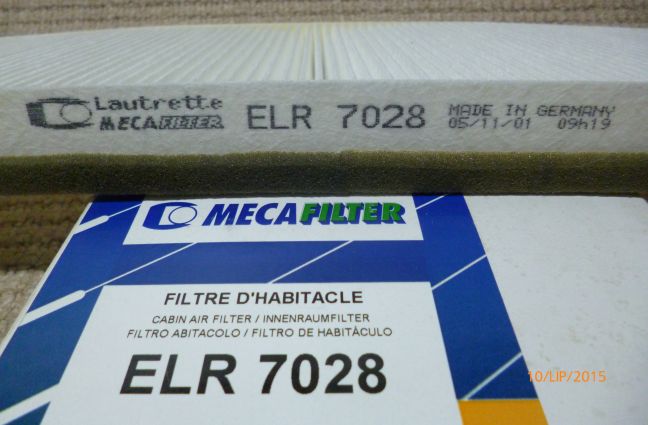 Lautrette
MECAFILTER
ELR 7028
MADE IN GERMANY
05/11/01 09h19
MECAFILTER
FILTRE D'HABITACLE
CABIN AIR FILTER / INNENRAUMFILTER
FILTRO ABITACOLO / FILTRO DE HABITÁCULO
ELR 7028
10/LIP/2015